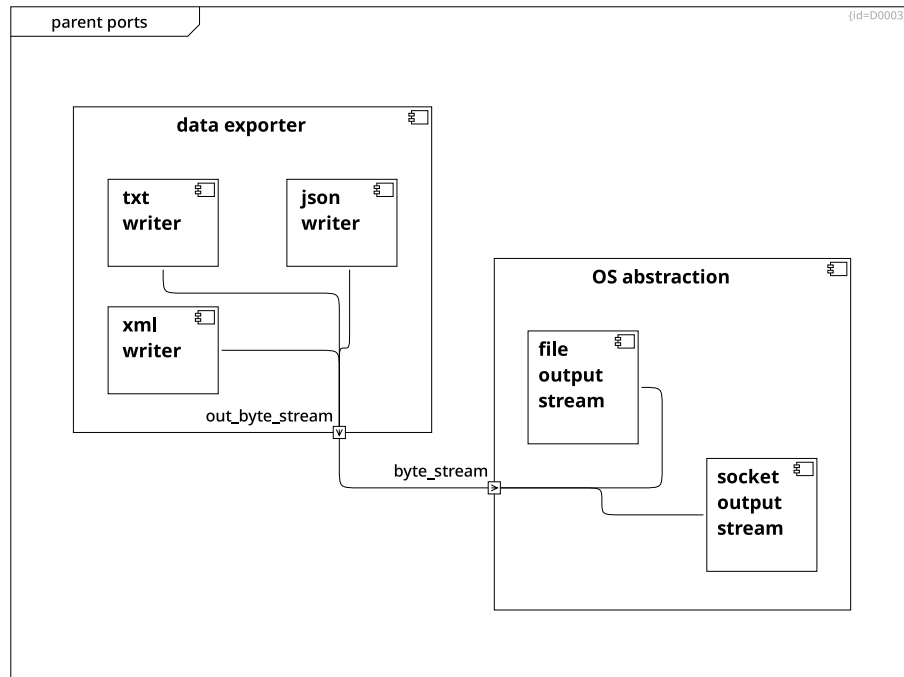 parent ports
{id=D0003
data exporter
txt
writer
json
writer
xml
writer
out_byte_stream
OS abstraction
file
output
stream
byte_stream
socket
output
stream